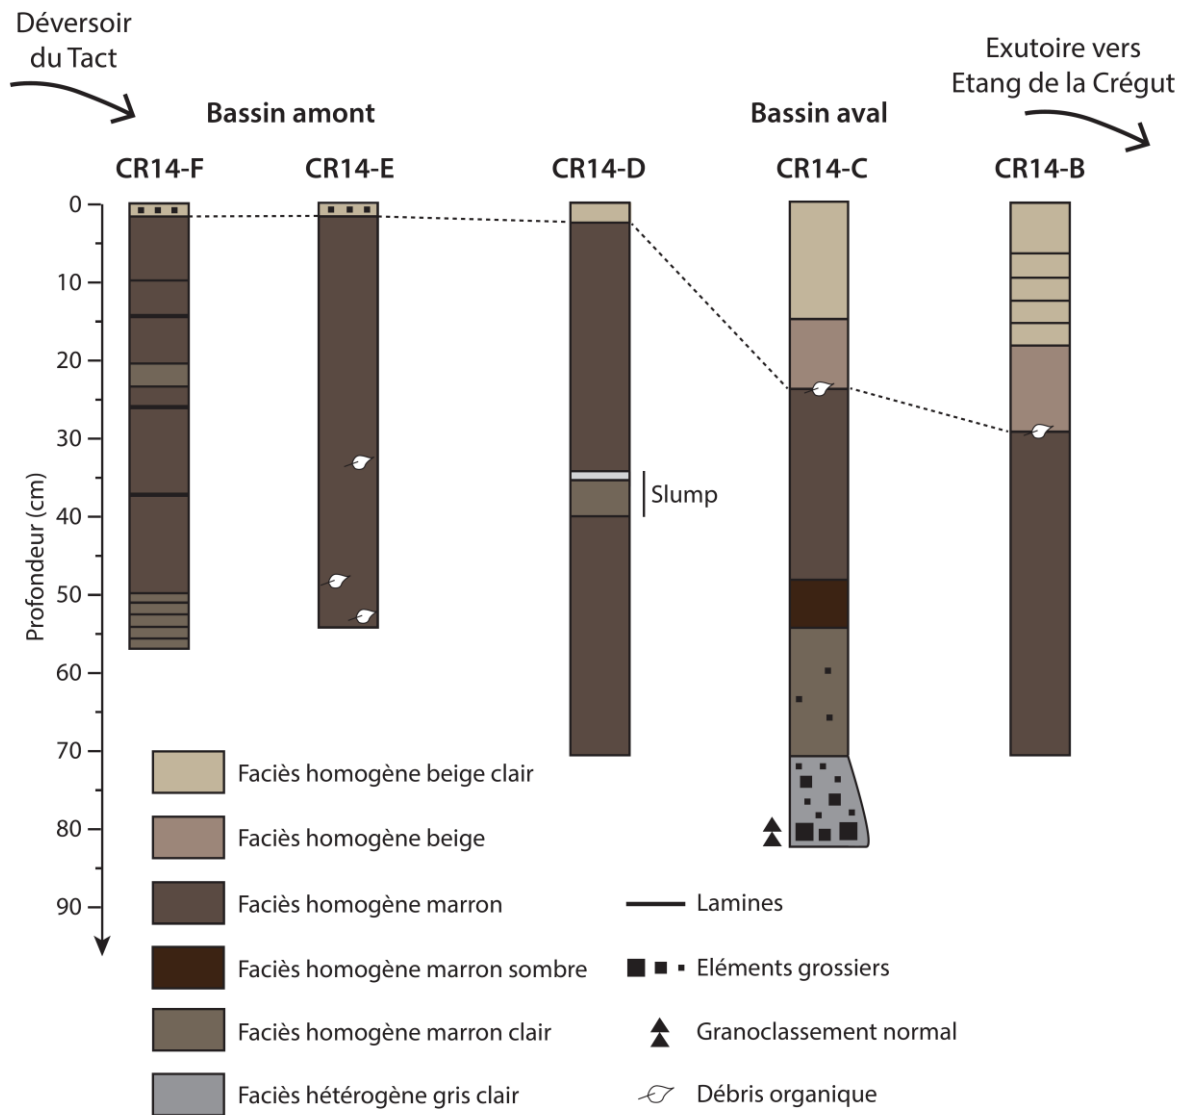 Déversoir
du Tact
Exutoire vers
Etang de la Crégut
Bassin amont
Bassin aval
CR14-F
CR14-E
CR14-D
CR14-C
CR14-B
Profondeur (cm)
0
10
20
30
40
50
60
70
80
90
Slump
Faciès homogène beige clair
Faciès homogène beige
Faciès homogène marron
Faciès homogène marron sombre
Faciès homogène marron clair
Faciès hétérogène gris clair
Lamines
Eléments grossiers
Granoclassement normal
Débris organique